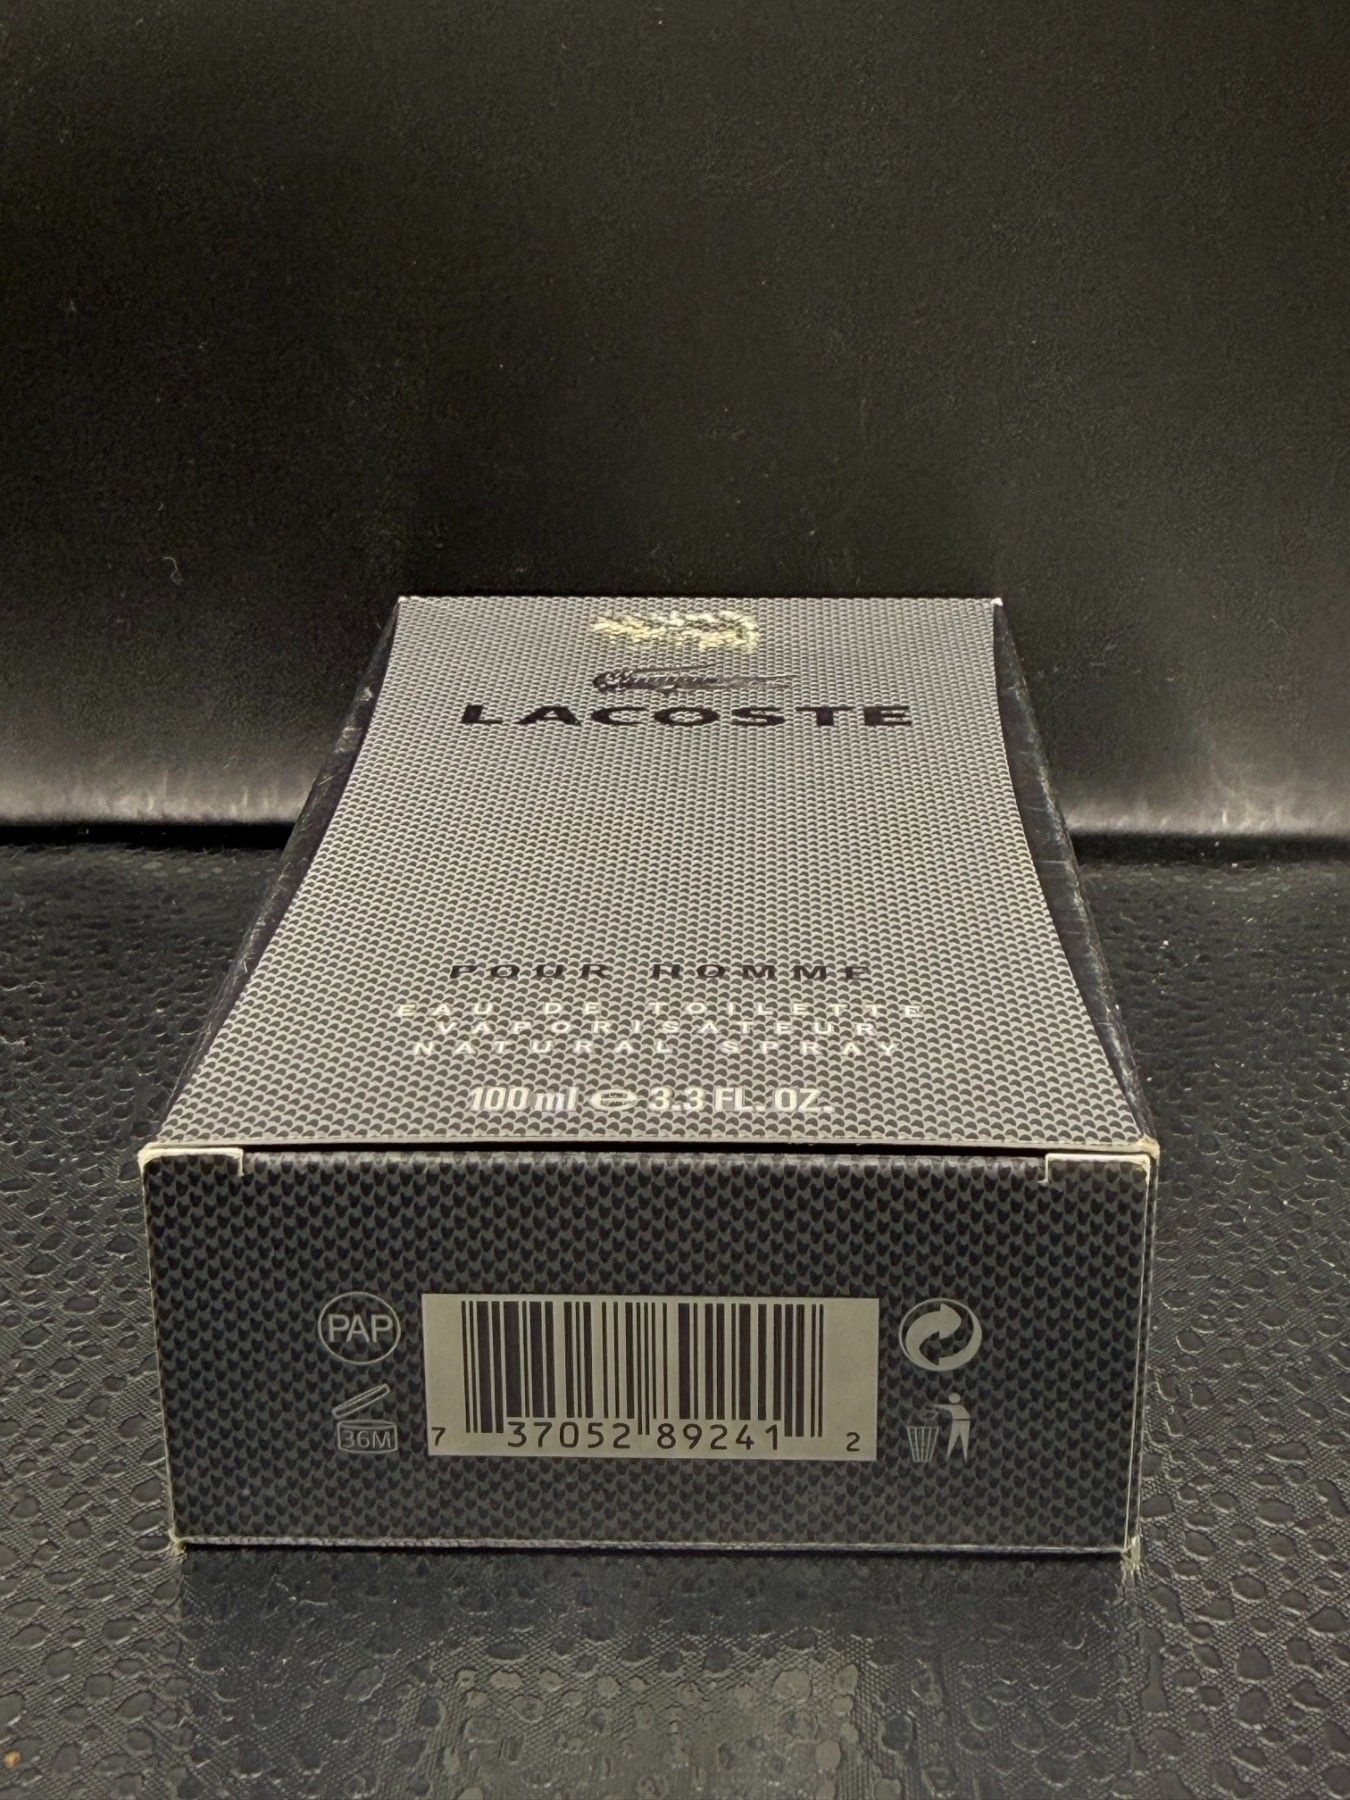 LACOSTE
POUR HOMME
EAU DE TOILETTE
VAPORISATEUR
NATURAL SPRAY
100 ml ℮ 3.3 FL. OZ.
PAP
36M
7 37052 89241 2